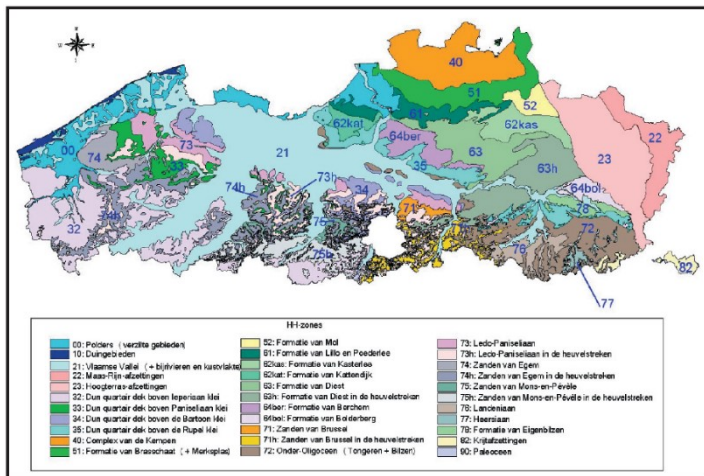 40
51
52
61
62kat
62kas
64ber
00
74
73
33
21
35
63
63h
23
22
74h
73h
34
64bol
78
32
74h
71
72
75
75h
76
82
77
HH-zones
00: Polders (verzilte gebieden)
10: Duingebieden
21: Vlaamse Vallei (+ bijrivieren en kustvlakte)
22: Maas-Rijn-afzettingen
23: Hoogterras-afzettingen
32: Dun quartair dek boven Ieperiaan klei
33: Dun quartair dek boven Paniseliaan klei
34: Dun quartair dek boven de Bartoon klei
35: Dun quartair dek boven de Rupel klei
40: Complex van de Kempen
51: Formatie van Brasschaat (+ Merksplas)
52: Formatie van Mol
61: Formatie van Lillo en Poederlee
62kas: Formatie van Kasterlee
62kat: Formatie van Kattendijk
63: Formatie van Diest
63h: Formatie van Diest in de heuvelstreken
64ber: Formatie van Berchem
64bol: Formatie van Bolderberg
71: Zanden van Brussel
71h: Zanden van Brussel in de heuvelstreken
72: Onder-Oligoceen (Tongeren + Bilzen)
73: Ledo-Paniseliaan
73h: Ledo-Paniseliaan in de heuvelstreken
74: Zanden van Egem
74h: Zanden van Egem in de heuvelstreken
75: Zanden van Mons-en-Pévèle
75h: Zanden van Mons-en-Pévèle in de heuvelstreken
76: Landeniaan
77: Heersiaan
78: Formatie van Eigenbilzen
82: Krijtafzettingen
90: Paleoceen